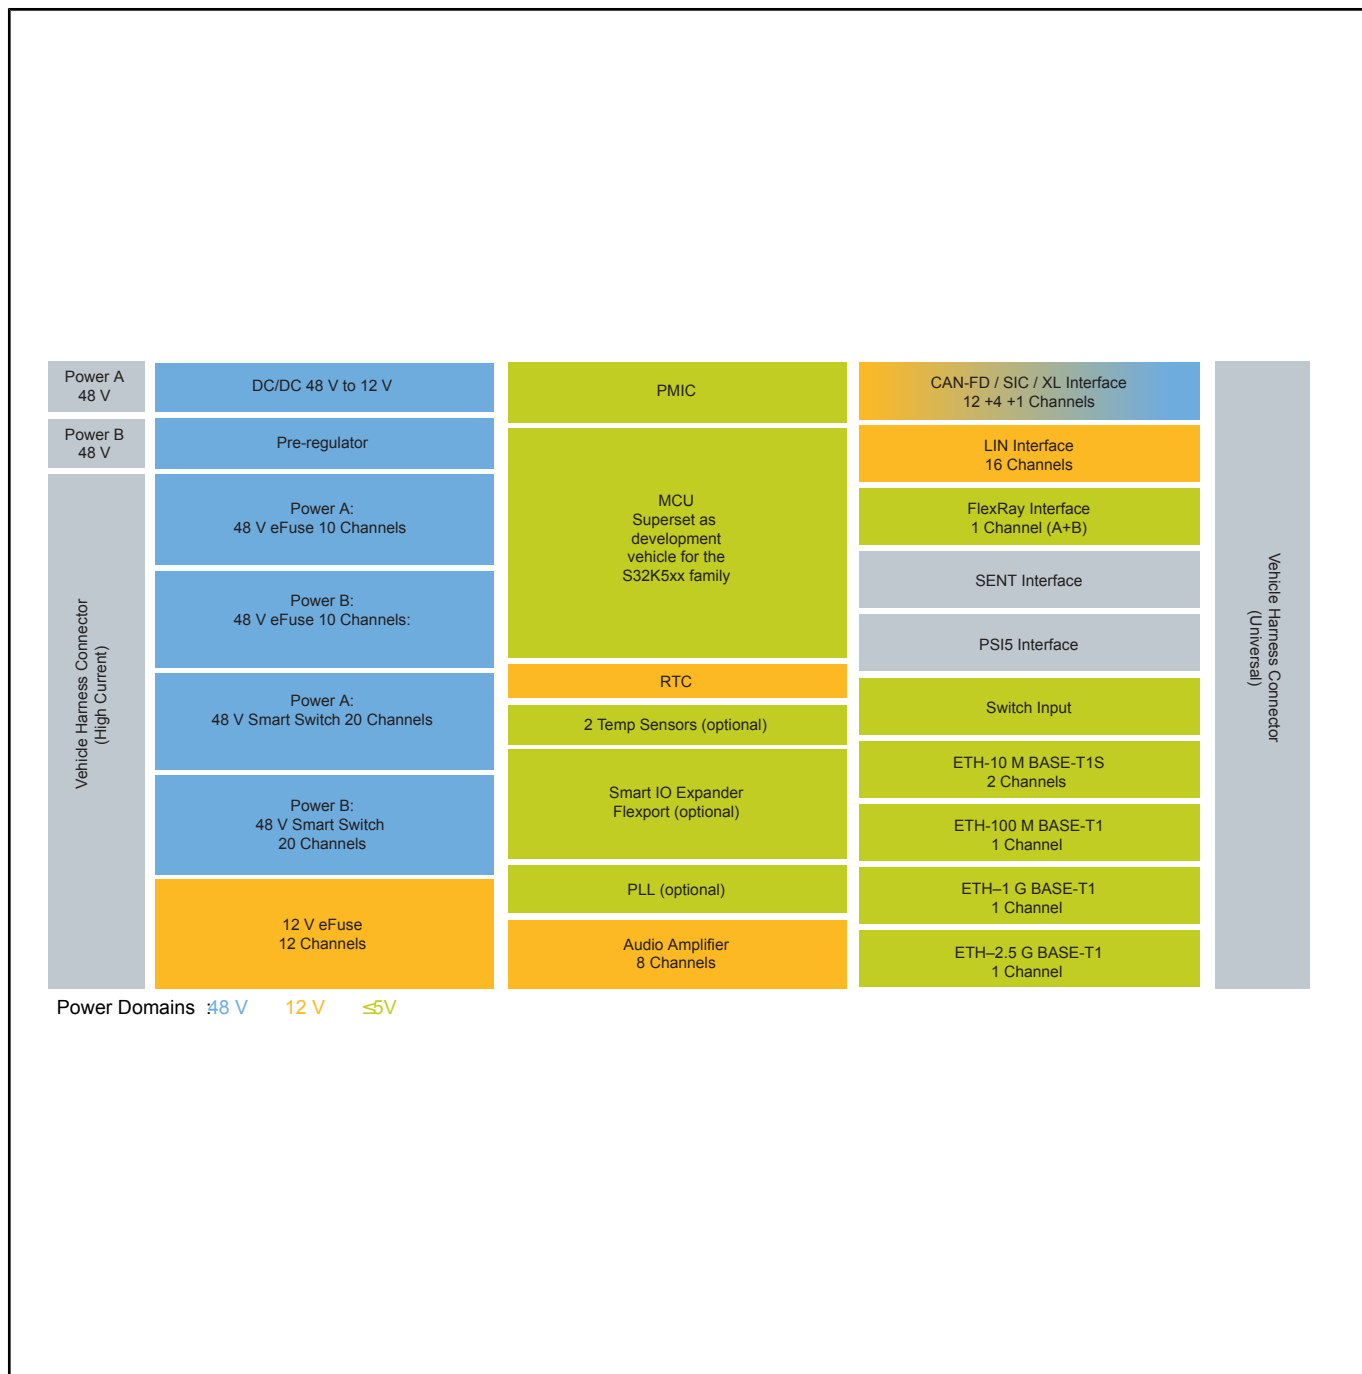 Power A
48 V
Power B
48 V
Vehicle Harness Connector
(High Current)
DC/DC 48 V to 12 V
Pre-regulator
Power A:
48 V eFuse 10 Channels
Power B:
48 V eFuse 10 Channels:
Power A:
48 V Smart Switch 20 Channels
Power B:
48 V Smart Switch
20 Channels
12 V eFuse
12 Channels
PMIC
MCU
Superset as
development
vehicle for the
S32K5xx family
RTC
2 Temp Sensors (optional)
Smart IO Expander
Flexport (optional)
PLL (optional)
Audio Amplifier
8 Channels
CAN-FD / SIC / XL Interface
12 +4 +1 Channels
LIN Interface
16 Channels
FlexRay Interface
1 Channel (A+B)
SENT Interface
PSI5 Interface
Switch Input
ETH-10 M BASE-T1S
2 Channels
ETH-100 M BASE-T1
1 Channel
ETH–1 G BASE-T1
1 Channel
ETH–2.5 G BASE-T1
1 Channel
Vehicle Harness Connector
(Universal)
Power Domains : 48 V 12 V ≤5V